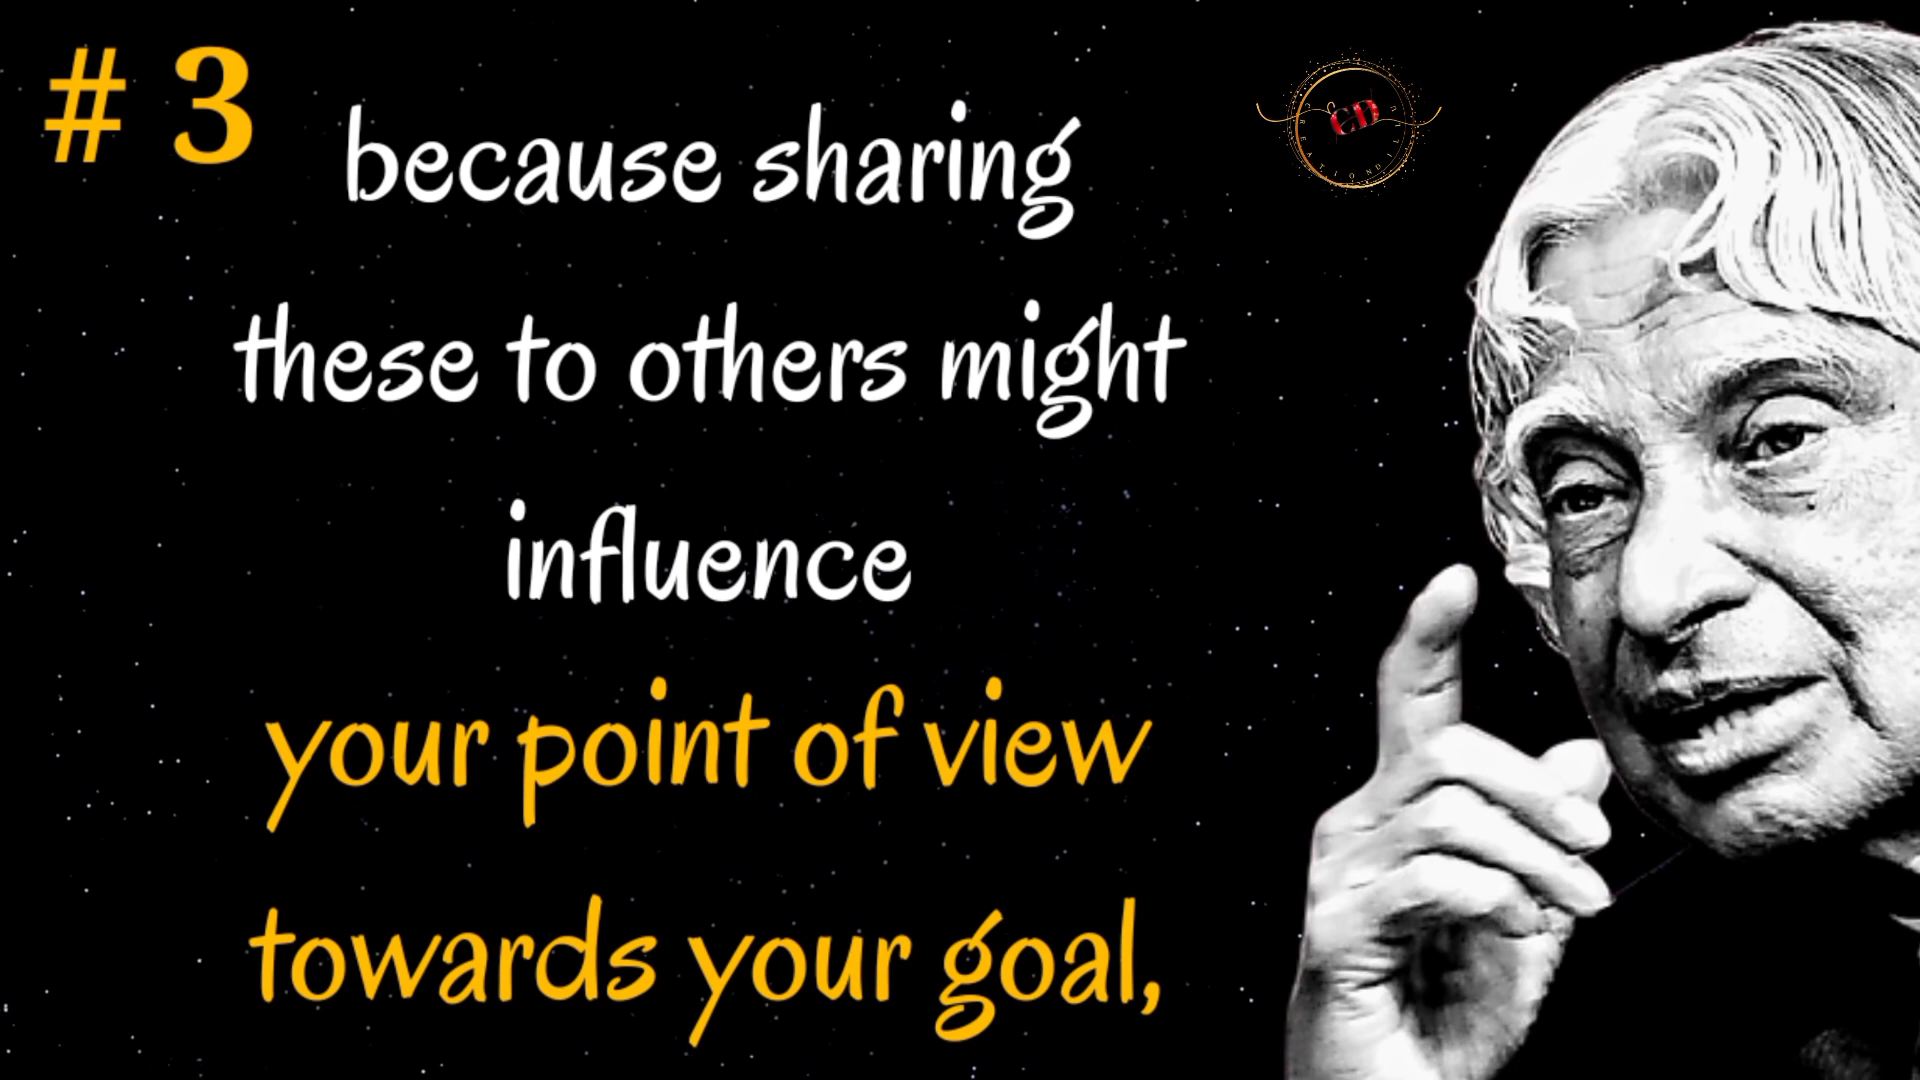 # 3
because sharing
these to others might
influence
your point of view
towards your goal,